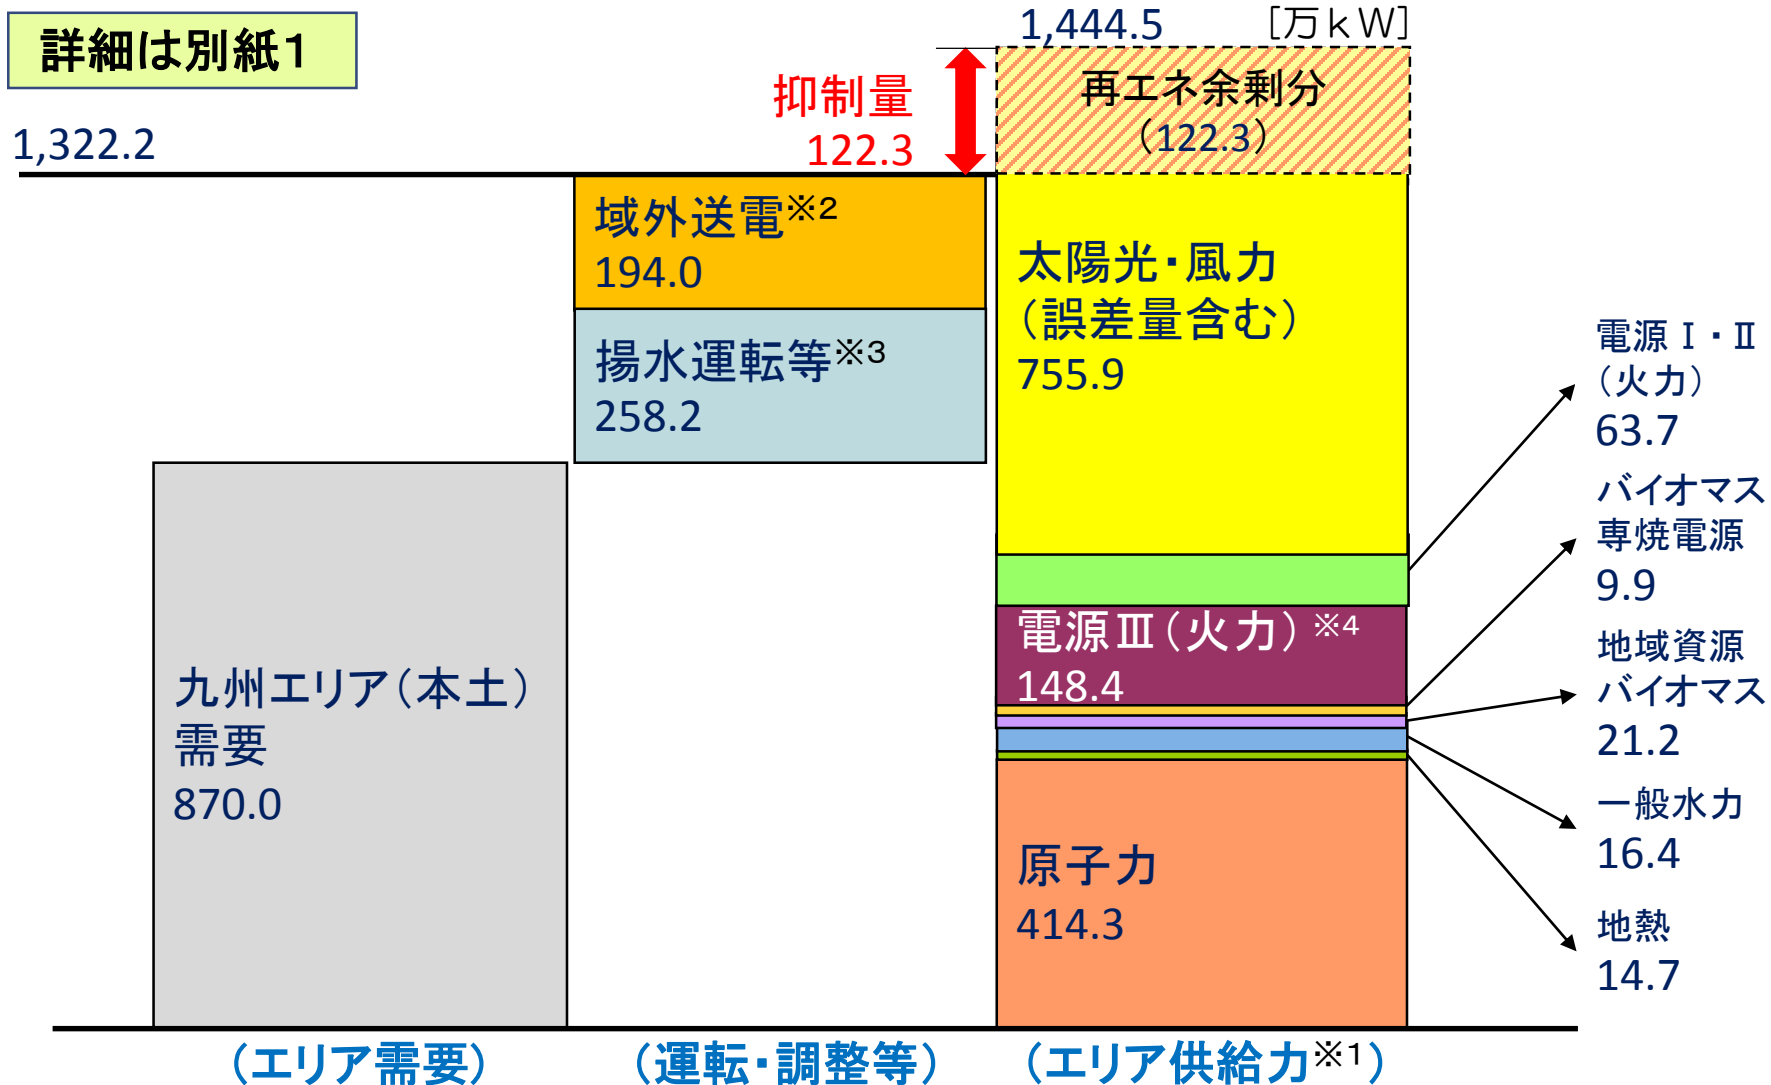 詳細は別紙1
1,444.5
[万kW]
抑制量
122.3
再エネ余剰分
(122.3)
1,322.2
域外送電※2
194.0
揚水運転等※3
258.2
太陽光・風力
(誤差量含む)
755.9
電源Ⅲ(火力)※4
148.4
九州エリア(本土)
需要
870.0
原子力
414.3
電源Ⅰ・Ⅱ
(火力)
63.7
バイオマス
専焼電源
9.9
地域資源
バイオマス
21.2
一般水力
16.4
地熱
14.7
(エリア需要)
(運転・調整等)
(エリア供給力※1)